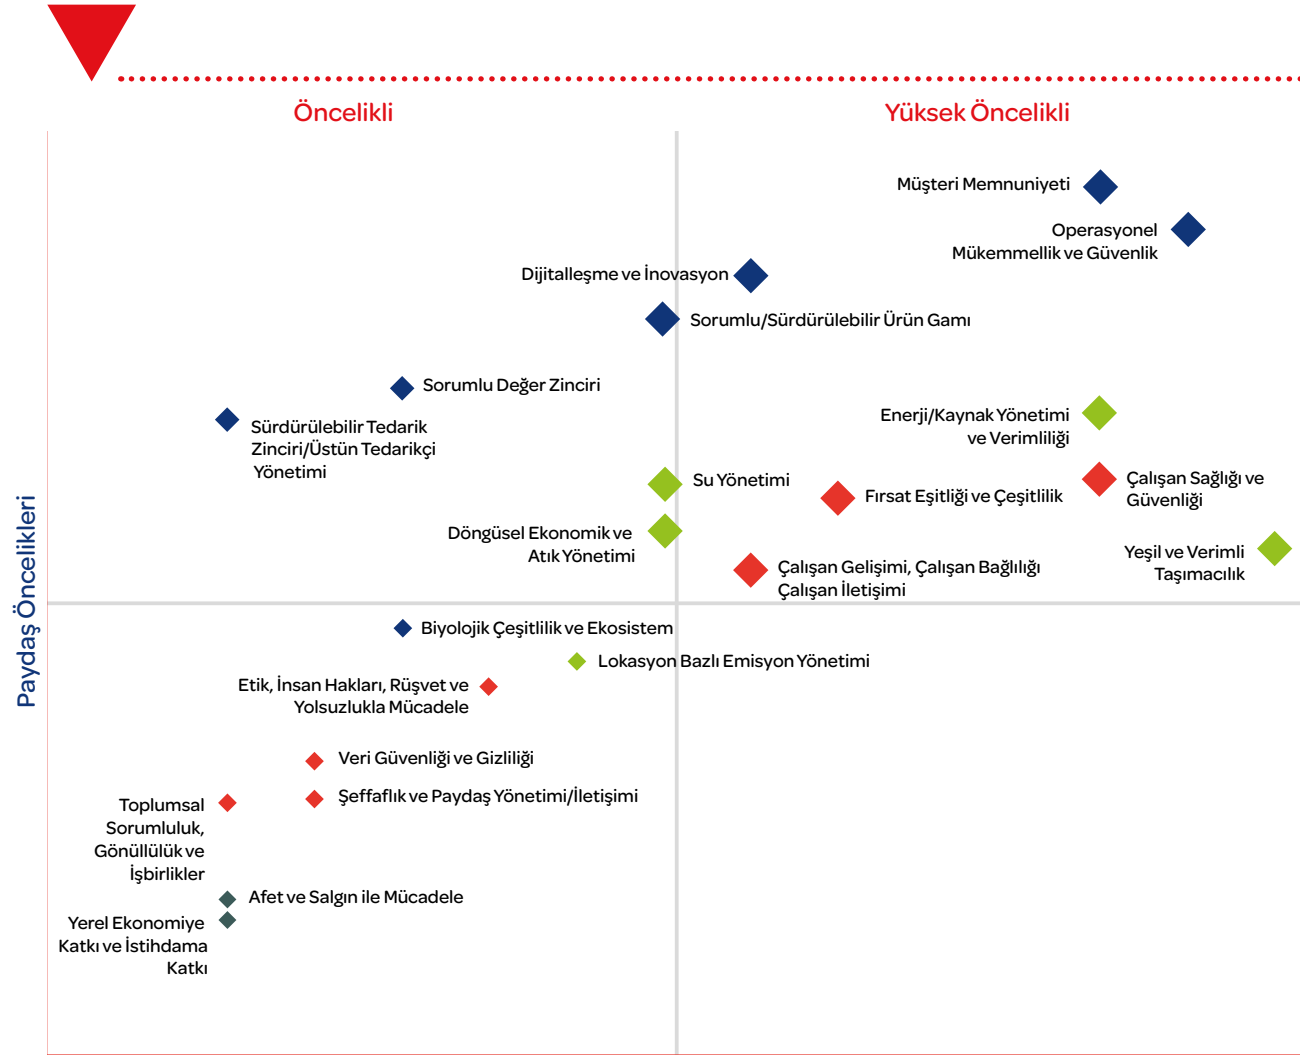 Öncelikli
Yüksek Öncelikli
Müşteri Memnuniyeti
Operasyonel
Mükemmellik ve Güvenlik
Dijitalleşme ve İnovasyon
Sorumlu/Sürdürülebilir Ürün Gamı
Sorumlu Değer Zinciri
Sürdürülebilir Tedarik
Zinciri/Üstün Tedarikçi
Yönetimi
Enerji/Kaynak Yönetimi
ve Verimliliği
Su Yönetimi
Fırsat Eşitliği ve Çeşitlilik
Çalışan Sağlığı ve
Güvenliği
Döngüsel Ekonomik ve
Atık Yönetimi
Yeşil ve Verimli
Taşımacılık
Çalışan Gelişimi, Çalışan Bağlılığı
Çalışan İletişimi
Paydaş Öncelikleri
Biyolojik Çeşitlilik ve Ekosistem
Lokasyon Bazlı Emisyon Yönetimi
Etik, İnsan Hakları, Rüşvet ve
Yolsuzlukla Mücadele
Veri Güvenliği ve Gizliliği
Şeffaflık ve Paydaş Yönetimi/İletişimi
Toplumsal
Sorumluluk,
Gönüllülük ve
İşbirlikler
Afet ve Salgın ile Mücadele
Yerel Ekonomiye
Katkı ve İstihdama
Katkı